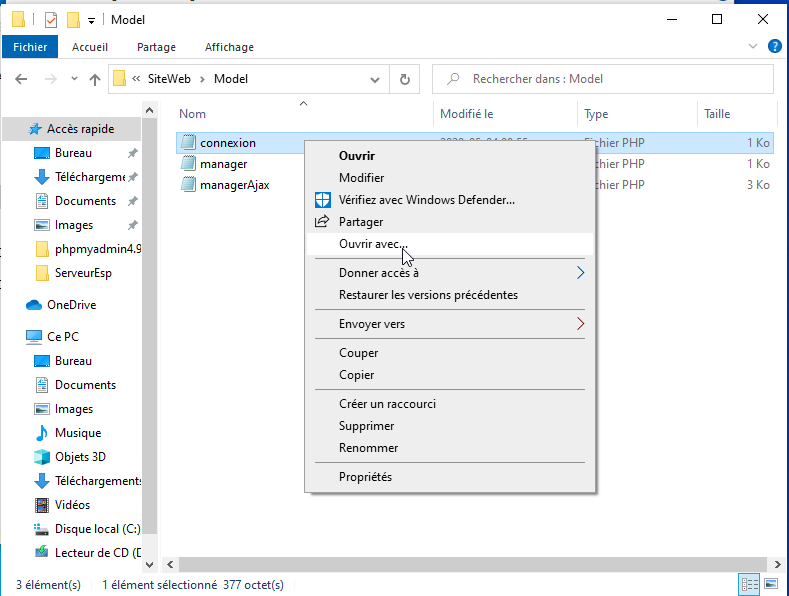 Model
Fichier Accueil Partage Affichage
« SiteWeb > Model
Rechercher dans : Model
Nom Modifié le Type Taille
Accès rapide
Bureau
Téléchargeme
Documents
Images
phpmyadmin4.9
ServeurEsp
OneDrive
Ce PC
Bureau
Documents
Images
Musique
Objets 3D
Téléchargements
Vidéos
Disque local (C:)
Lecteur de CD (D
connexion Fichier PHP 1 Ko
manager chier PHP 1 Ko
managerAjax chier PHP 3 Ko
Ouvrir
Modifier
Vérifiez avec Windows Defender...
Partager
Ouvrir avec...
Donner accès à
Restaurer les versions précédentes
Envoyer vers
Couper
Copier
Créer un raccourci
Supprimer
Renommer
Propriétés
3 élément(s) 1 élément sélectionné 377 octet(s)